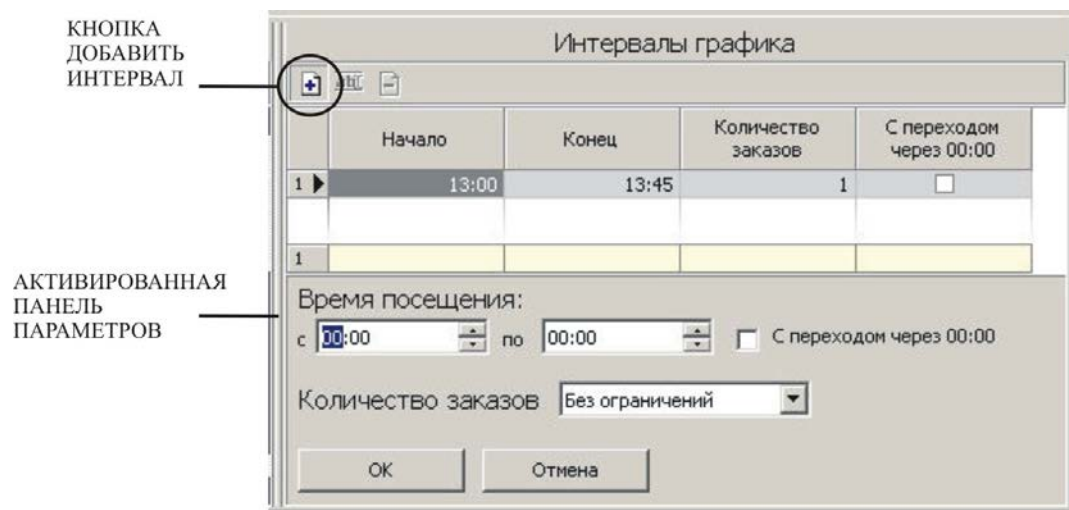 КНОПКА
ДОБАВИТЬ
ИНТЕРВАЛ
Интервалы графика
Начало
Конец
Количество
заказов
С переходом
через 00:00
1 13:00 13:45 1
1
АКТИВИРОВАННАЯ
ПАНЕЛЬ
ПАРАМЕТРОВ
Время посещения:
с 00:00 по 00:00 С переходом через 00:00
Количество заказов Без ограничений
ОК Отмена